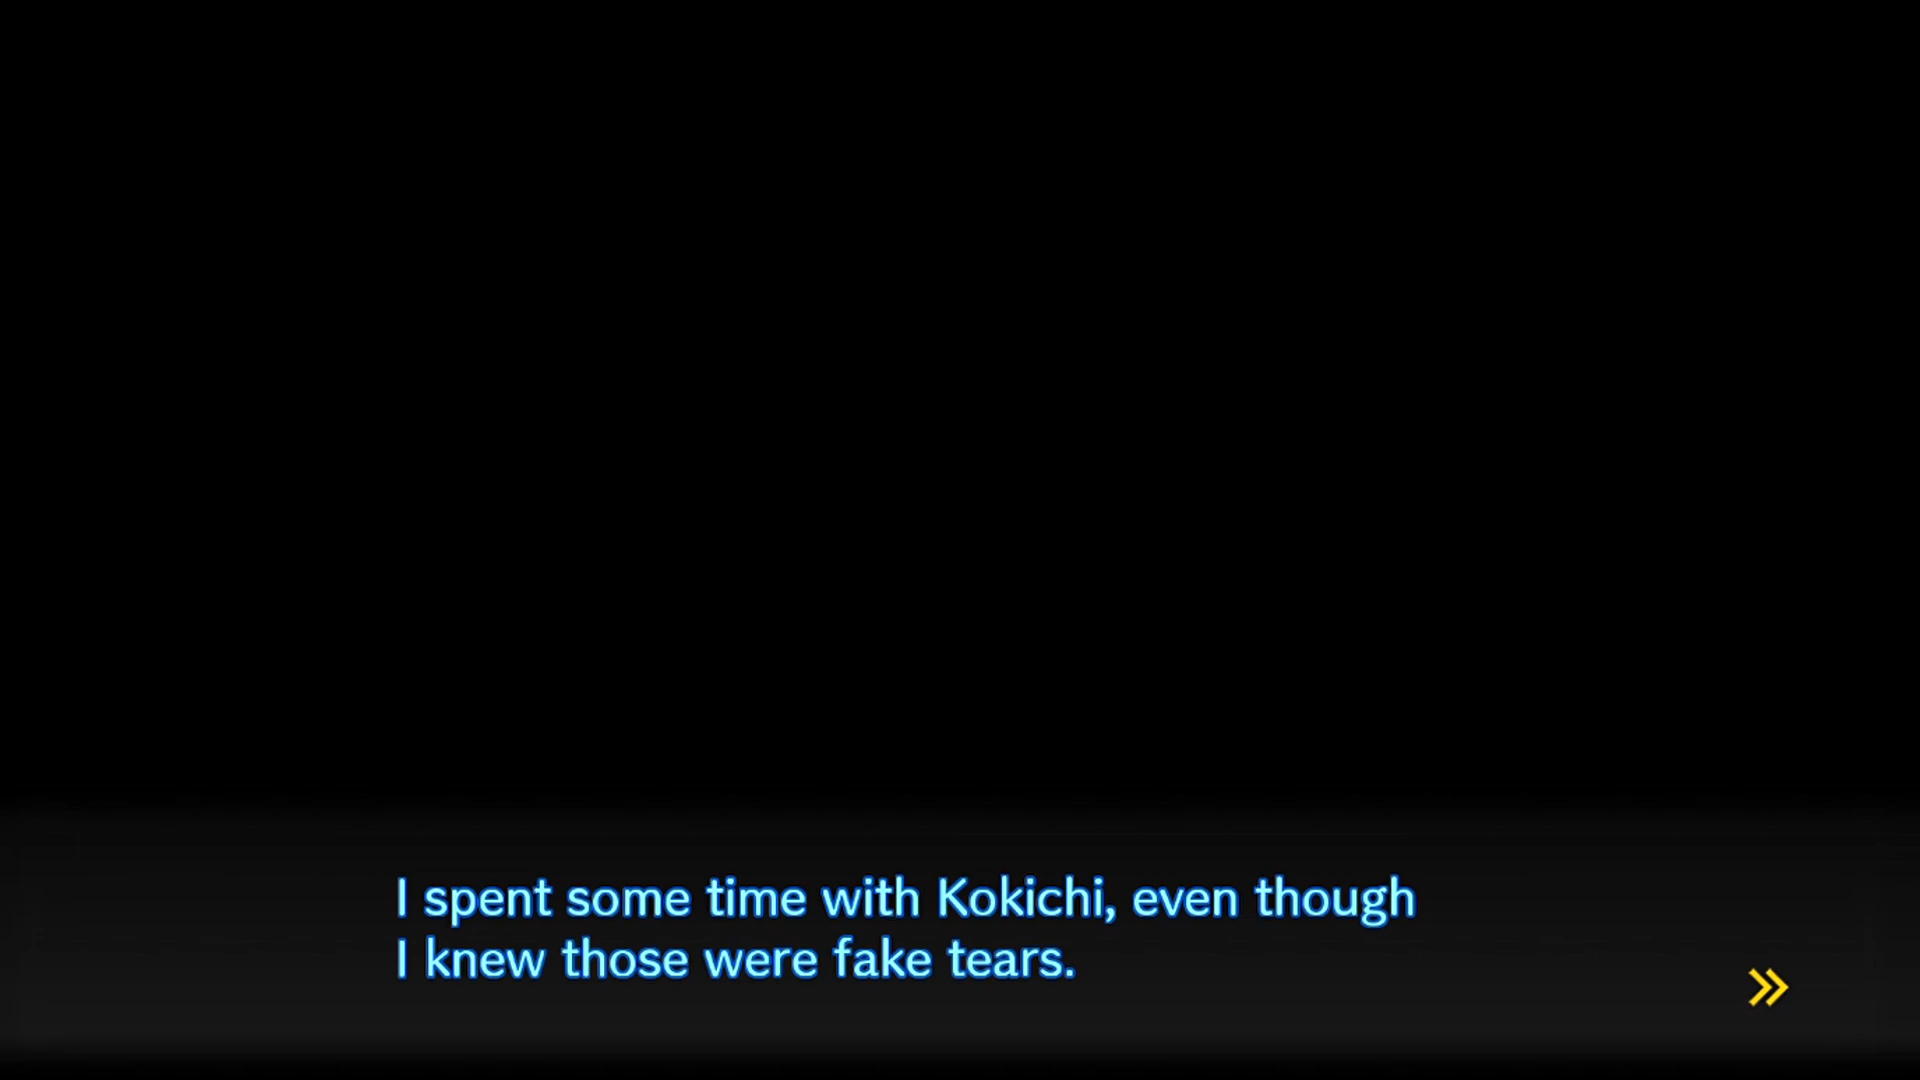 I spent some time with Kokichi, even though
I knew those were fake tears.